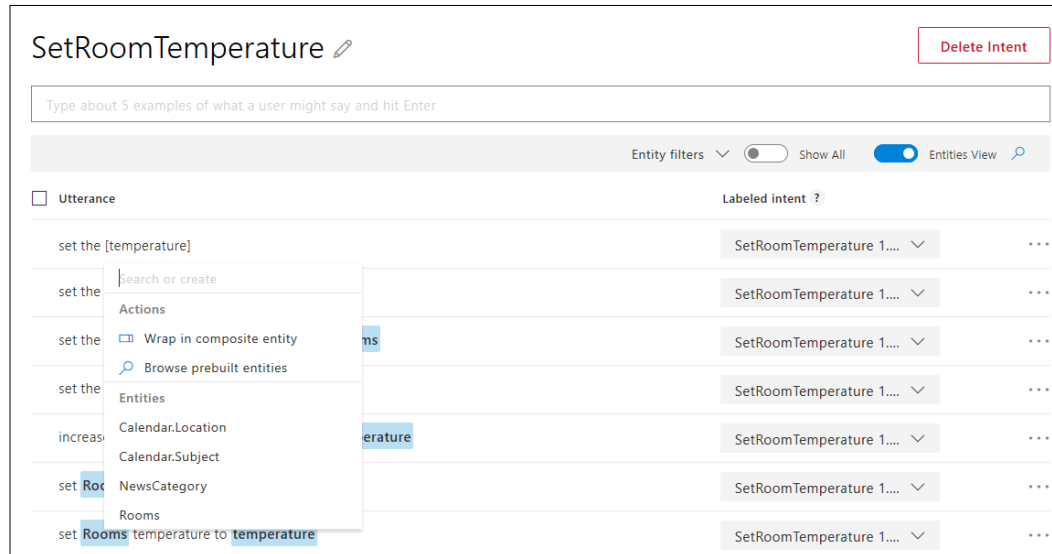 SetRoomTemperature
Delete Intent
Type about 5 examples of what a user might say and hit Enter
Entity filters Show All Entities View
Utterance Labeled intent ?
set the [temperature] SetRoomTemperature 1....
Search or create
set the SetRoomTemperature 1....
Actions
Wrap in composite entity
set the ms SetRoomTemperature 1....
Browse prebuilt entities
set the SetRoomTemperature 1....
Entities
Calendar.Location
increas erature SetRoomTemperature 1....
Calendar.Subject
set Roo SetRoomTemperature 1....
NewsCategory
Rooms
set Rooms temperature to temperature SetRoomTemperature 1....